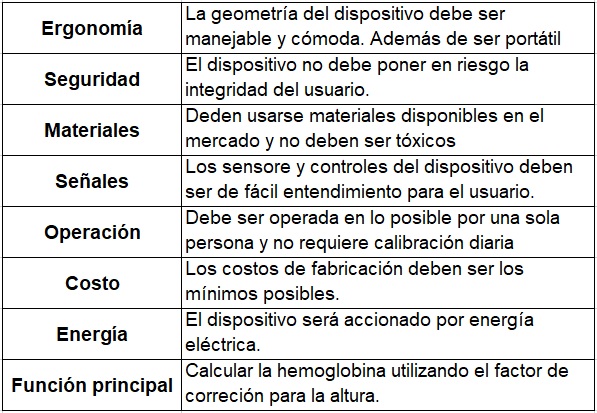 Ergonomía
La geometría del dispositivo debe ser
manejable y cómoda. Además de ser portátil
Seguridad
El dispositivo no debe poner en riesgo la
integridad del usuario.
Materiales
Deden usarse materiales disponibles en el
mercado y no deben ser tóxicos
Señales
Los sensore y controles del dispositivo deben
ser de fácil entendimiento para el usuario.
Operación
Debe ser operada en lo posible por una sola
persona y no requiere calibración diaria
Costo
Los costos de fabricación deben ser los
mínimos posibles.
Energía
El dispositivo será accionado por energía
eléctrica.
Función principal
Calcular la hemoglobina utilizando el factor de
correción para la altura.